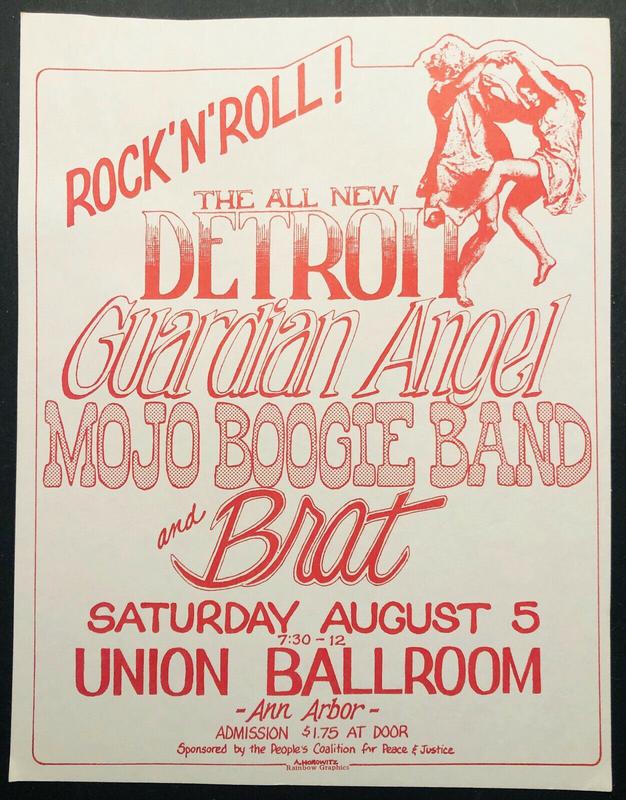 ROCK 'N' ROLL!
THE ALL NEW
DETROIT
Guardian Angel
MOJO BOOGIE BAND
and Brat
SATURDAY AUGUST 5
7:30 - 12
UNION BALLROOM
- Ann Arbor -
ADMISSION $1.75 AT DOOR
Sponsored by the People's Coalition for Peace & Justice
A. HOROWITZ
Rainbow Graphics